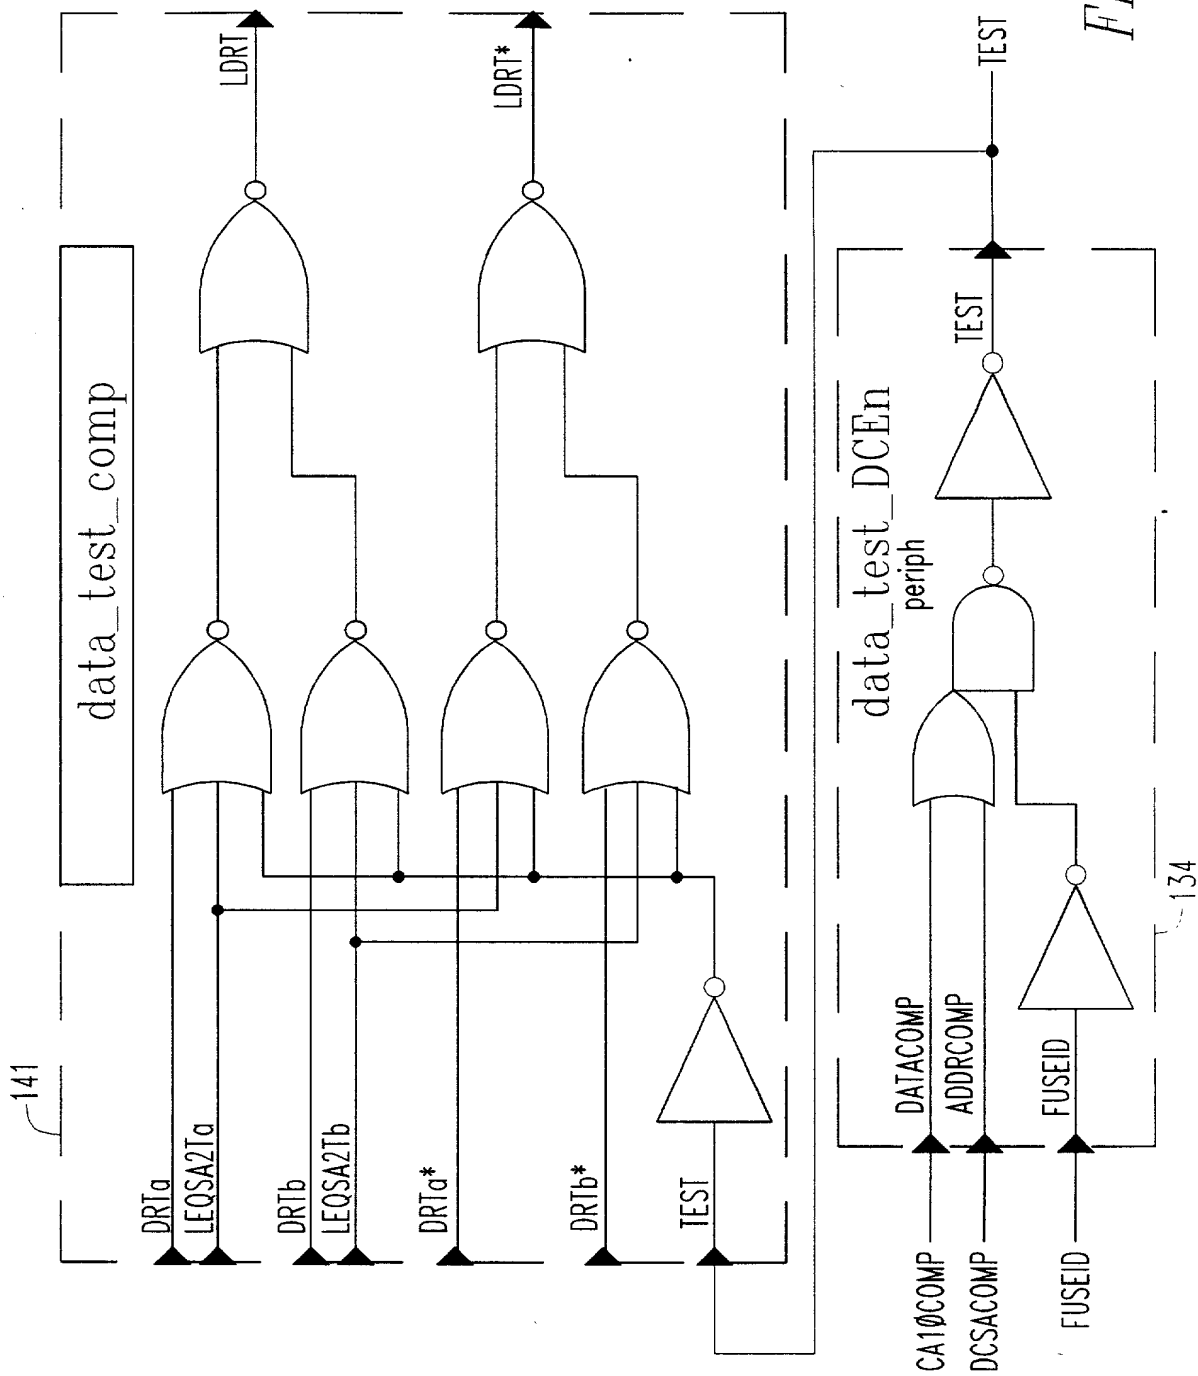 141
data_test_comp
DRTa
LEQSA2Ta
DRTb
LEQSA2Tb
DRTa*
DRTb*
TEST
LDRT
LDRT*
data_test_DCEn
periph
CA1ØCOMP
DCSACOMP
FUSEID
DATACOMP
ADDRCOMP
FUSEID
TEST
TEST
134